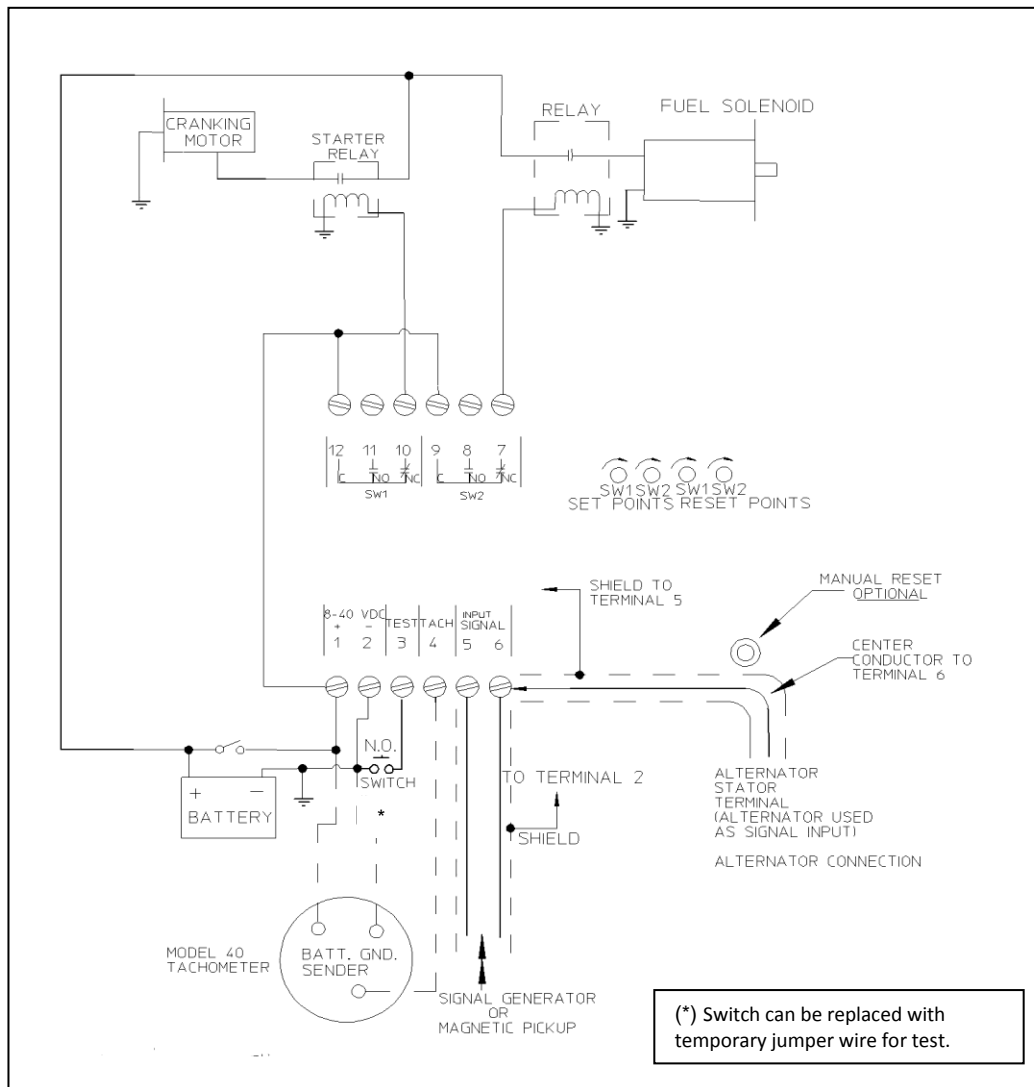 CRANKING
MOTOR
STARTER
RELAY
RELAY
FUEL SOLENOID
12 11 10 9 8 7
C NO NC C NO NC
SW1 SW2
SW1 SW2 SW1 SW2
SET POINTS RESET POINTS
SHIELD TO
TERMINAL 5
MANUAL RESET
OPTIONAL
8-40 VDC
+ -
TEST TACH
INPUT
SIGNAL
1 2 3 4 5 6
CENTER
CONDUCTOR TO
TERMINAL 6
N.O.
SWITCH
*
+ -
BATTERY
TO TERMINAL 2
SHIELD
ALTERNATOR
STATOR
TERMINAL
(ALTERNATOR USED
AS SIGNAL INPUT)
ALTERNATOR CONNECTION
MODEL 40
TACHOMETER
BATT. GND.
SENDER
SIGNAL GENERATOR
OR
MAGNETIC PICKUP
(*) Switch can be replaced with
temporary jumper wire for test.